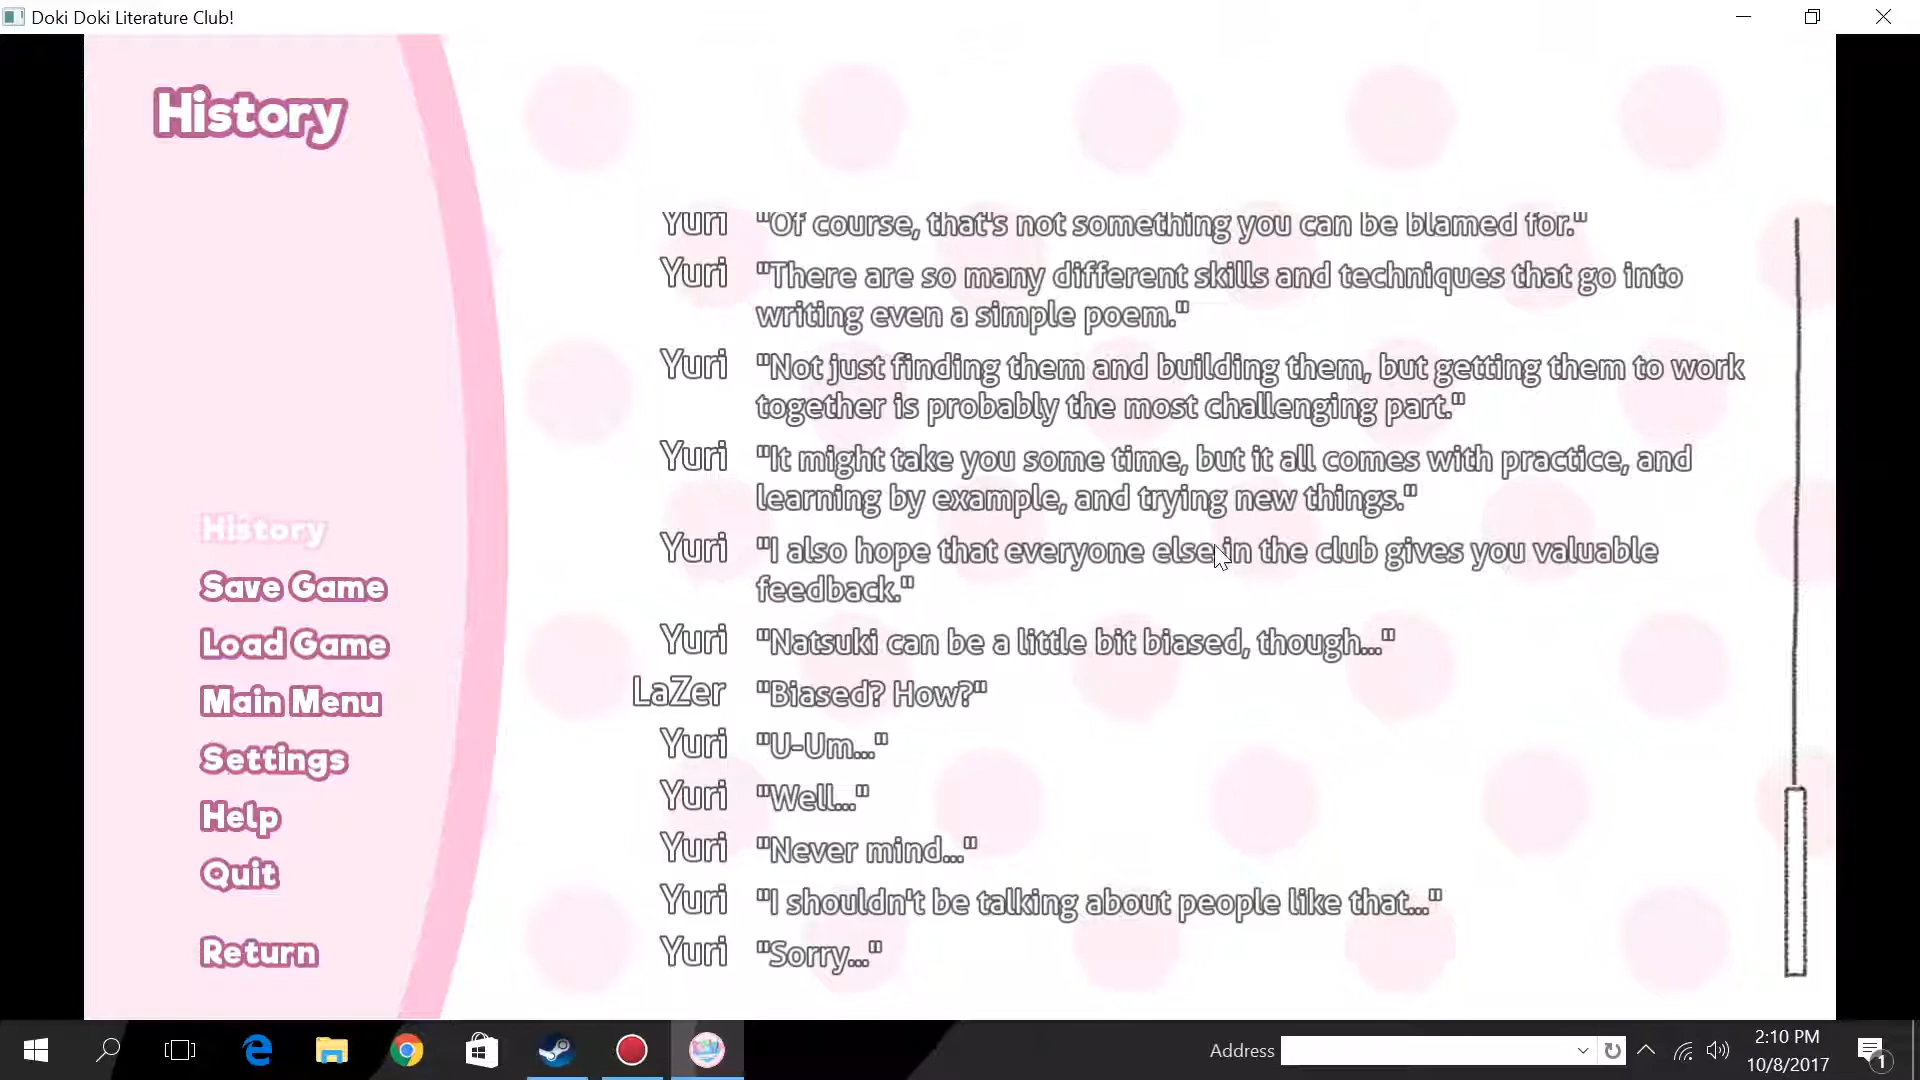 Doki Doki Literature Club!
History
Yuri "Of course, that's not something you can be blamed for."
Yuri "There are so many different skills and techniques that go into
writing even a simple poem."
Yuri "Not just finding them and building them, but getting them to work
together is probably the most challenging part."
Yuri "It might take you some time, but it all comes with practice, and
learning by example, and trying new things."
Yuri "I also hope that everyone else in the club gives you valuable
feedback."
Yuri "Natsuki can be a little bit biased, though..."
LaZer "Biased? How?"
Yuri "U-Um..."
Yuri "Well..."
Yuri "Never mind..."
Yuri "I shouldn't be talking about people like that..."
Yuri "Sorry..."
History
Save Game
Load Game
Main Menu
Settings
Help
Quit
Return
Address
2:10 PM
10/8/2017
1